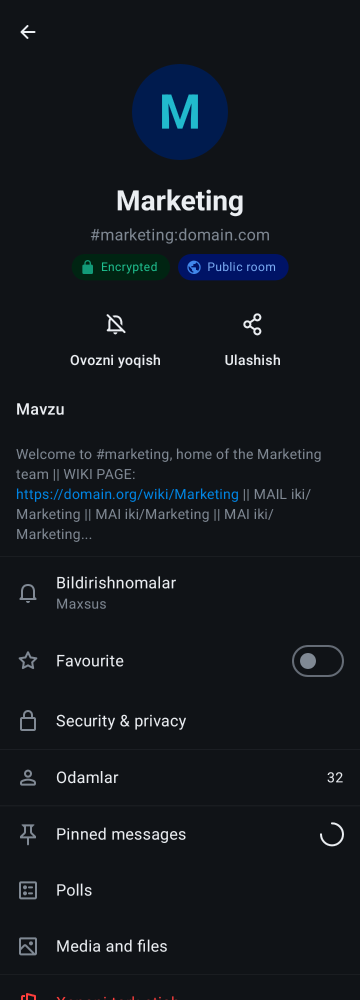 M
Marketing
#marketing:domain.com
Encrypted
Public room
Ovozni yoqish
Ulashish
Mavzu
Welcome to #marketing, home of the Marketing
team || WIKI PAGE:
https://domain.org/wiki/Marketing || MAIL iki/
Marketing || MAI iki/Marketing || MAI iki/
Marketing...
Bildirishnomalar
Maxsus
Favourite
Security & privacy
Odamlar
32
Pinned messages
Polls
Media and files